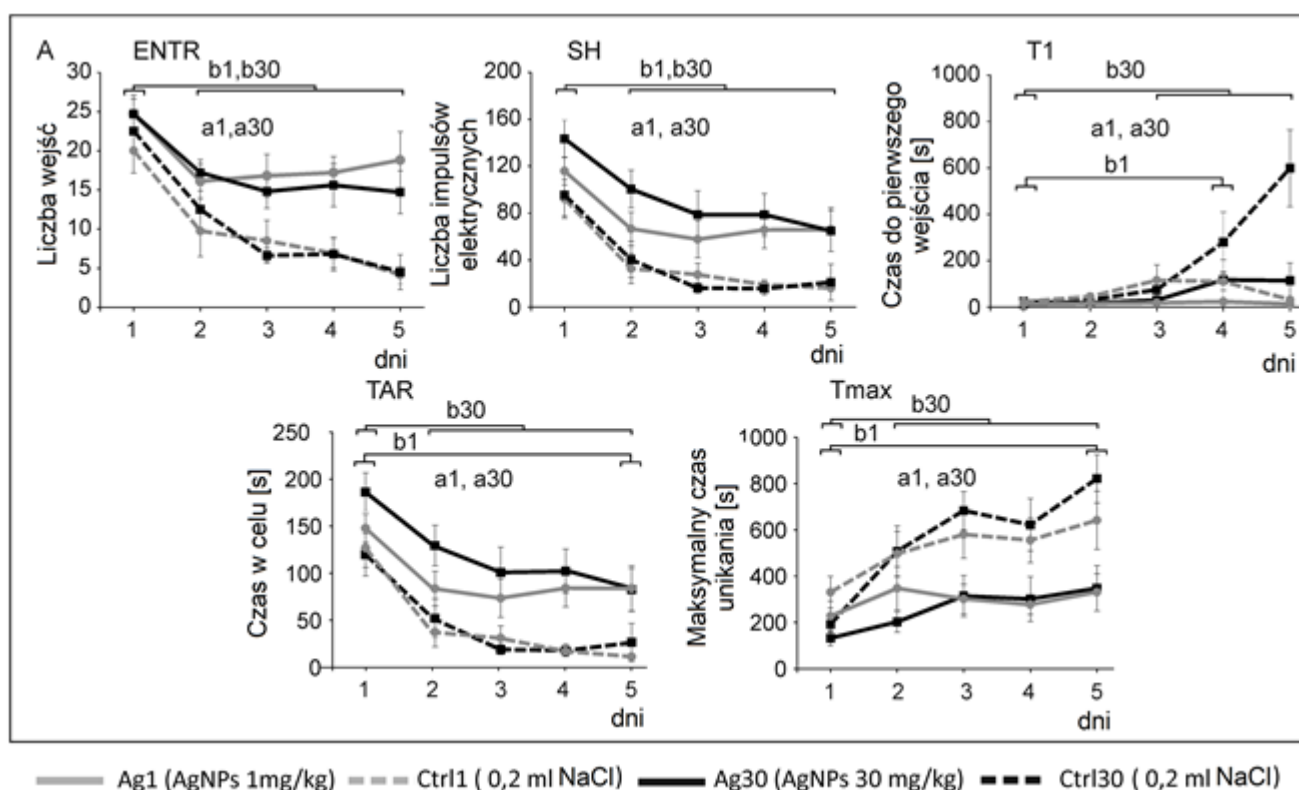 A ENTR
b1,b30
a1,a30
Liczba wejść
30
25
20
15
10
5
0
1 2 3 4 5
dni
SH
b1,b30
a1, a30
Liczba impulsów
elektrycznych
200
160
120
80
40
0
1 2 3 4 5
dni
T1
b30
a1, a30
b1
Czas do pierwszego
wejścia [s]
1000
800
600
400
200
0
1 2 3 4 5
dni
TAR
b30
b1
a1, a30
Czas w celu [s]
250
200
150
100
50
0
1 2 3 4 5
dni
Tmax
b30
b1
a1, a30
Maksymalny czas
unikania [s]
1000
800
600
400
200
0
1 2 3 4 5
dni
Ag1 (AgNPs 1mg/kg) Ctrl1 ( 0,2 ml NaCl) Ag30 (AgNPs 30 mg/kg) Ctrl30 ( 0,2 ml NaCl)